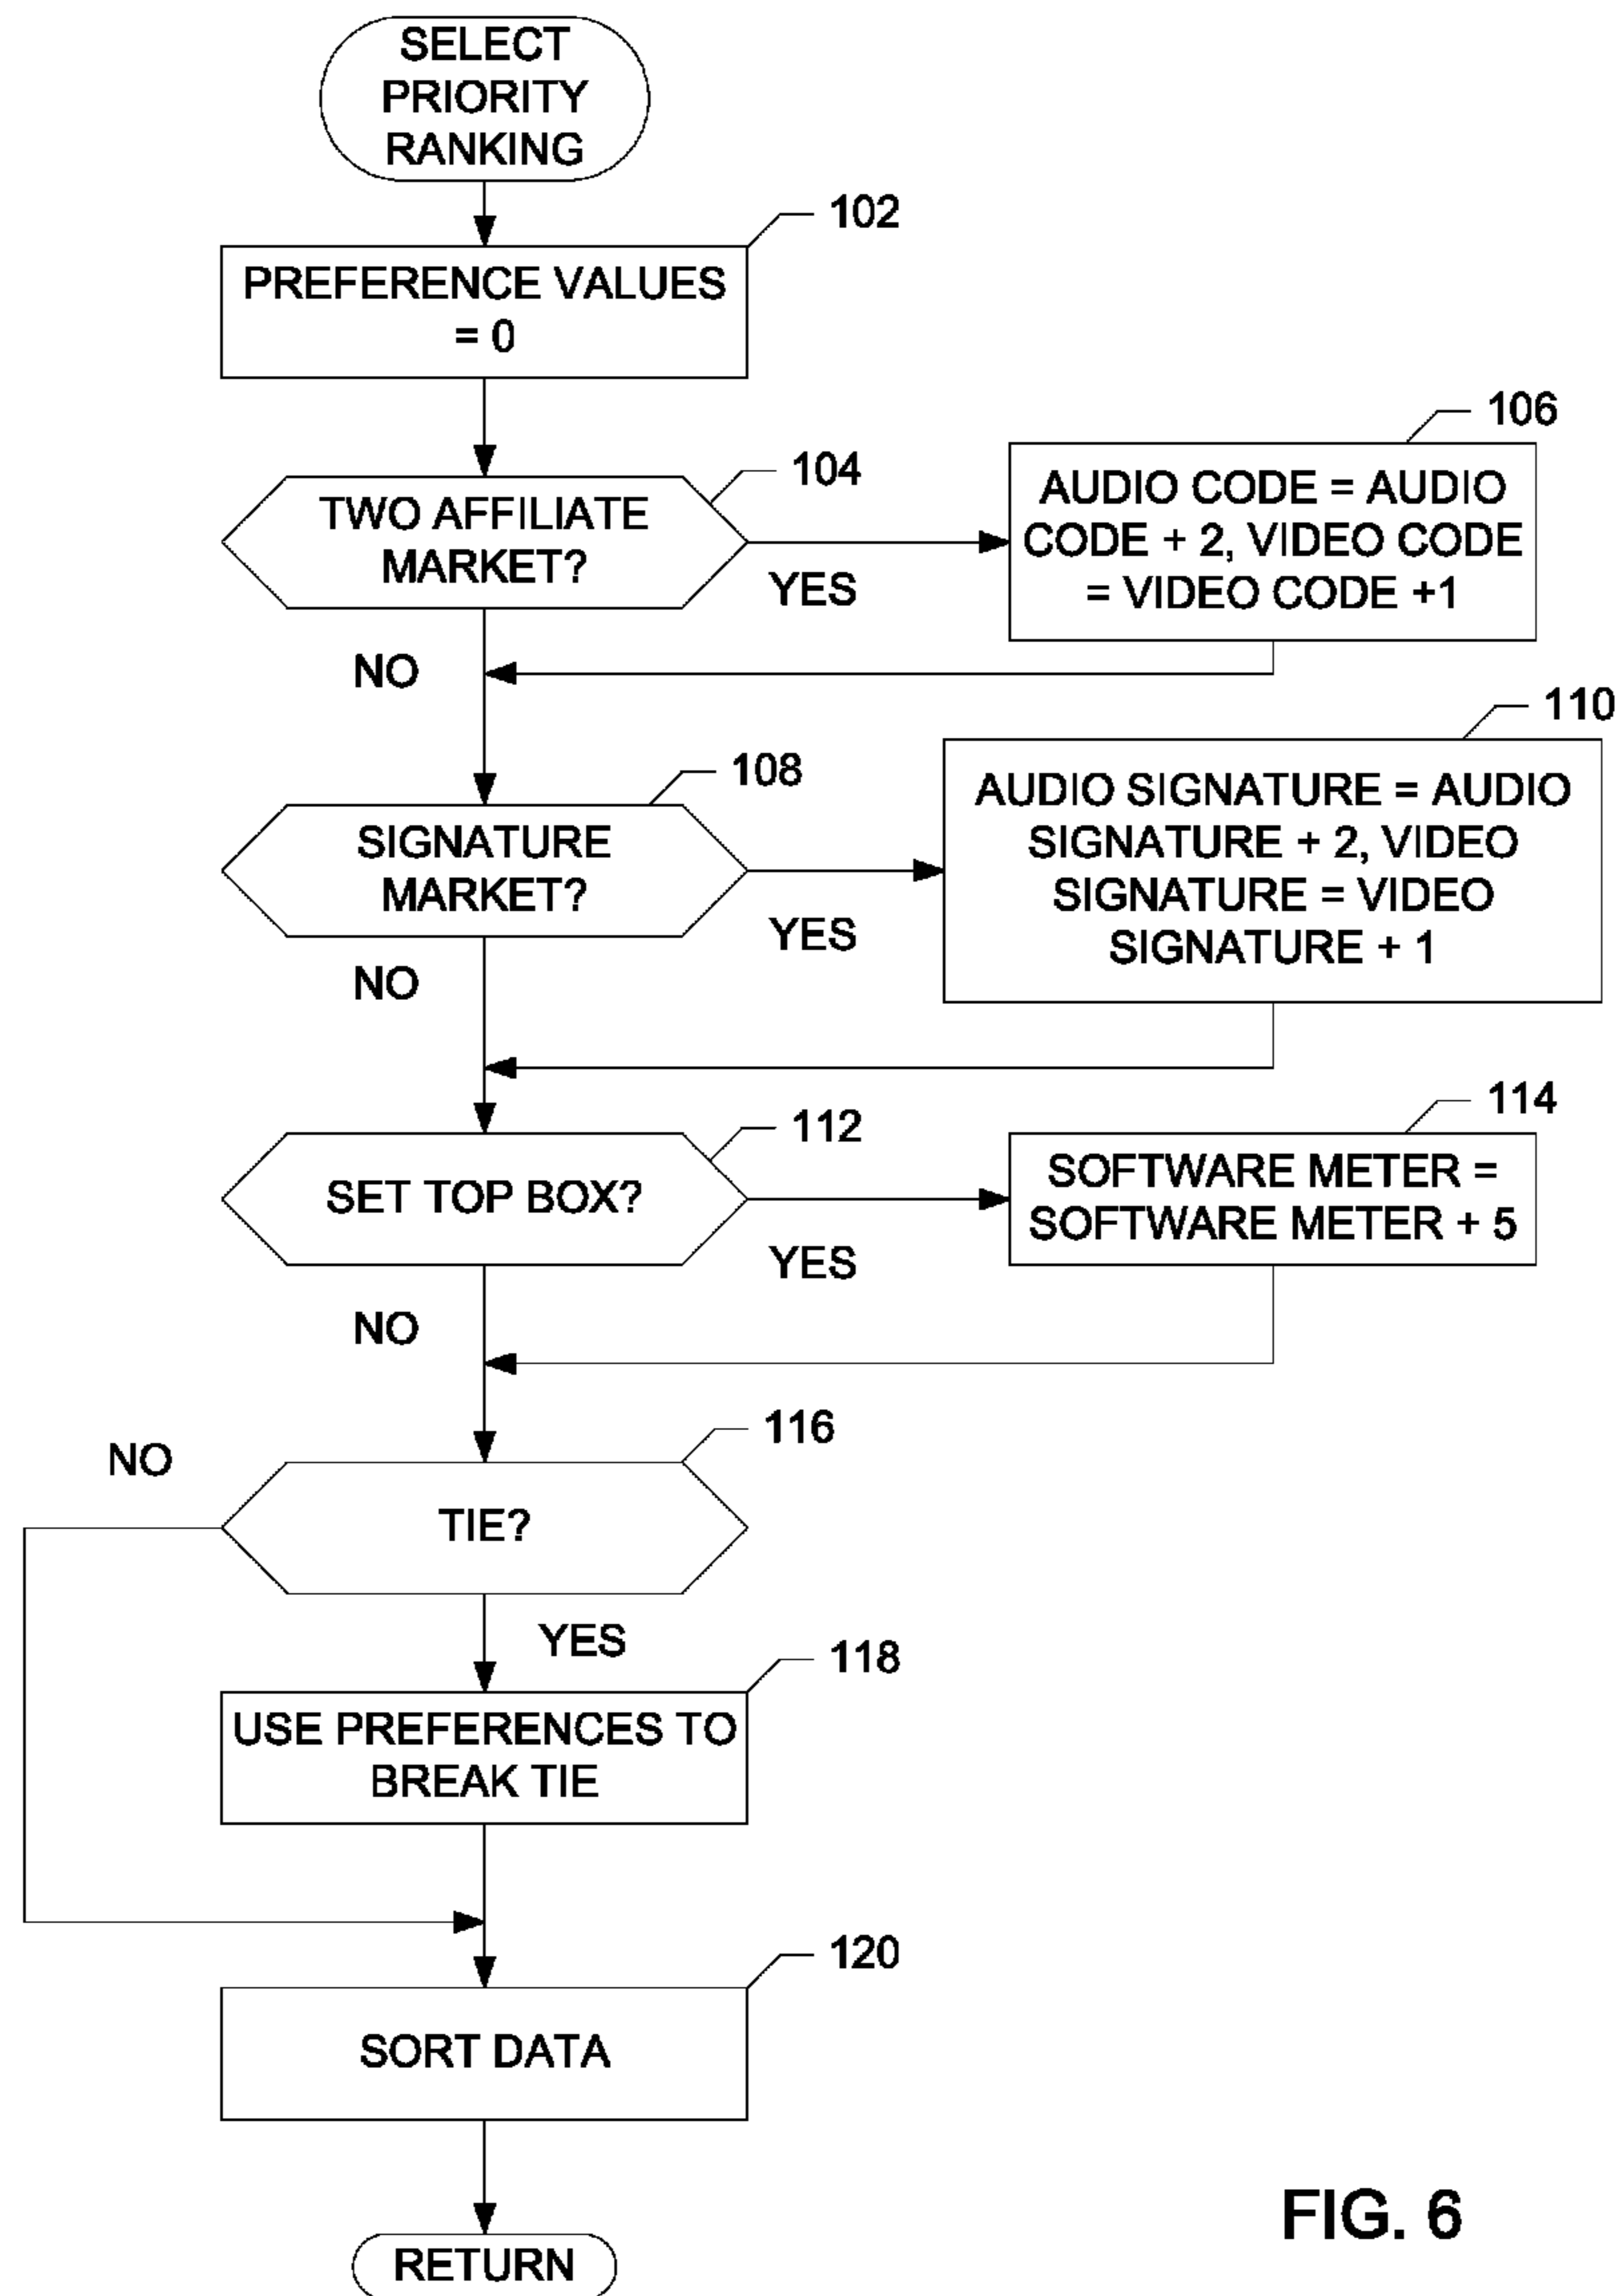 SELECT
PRIORITY
RANKING
102
PREFERENCE VALUES
= 0
104
TWO AFFILIATE
MARKET?
YES
NO
106
AUDIO CODE = AUDIO
CODE + 2, VIDEO CODE
= VIDEO CODE +1
108
SIGNATURE
MARKET?
YES
NO
110
AUDIO SIGNATURE = AUDIO
SIGNATURE + 2, VIDEO
SIGNATURE = VIDEO
SIGNATURE + 1
112
SET TOP BOX?
YES
NO
114
SOFTWARE METER =
SOFTWARE METER + 5
116
NO
TIE?
YES
118
USE PREFERENCES TO
BREAK TIE
120
SORT DATA
RETURN
FIG. 6